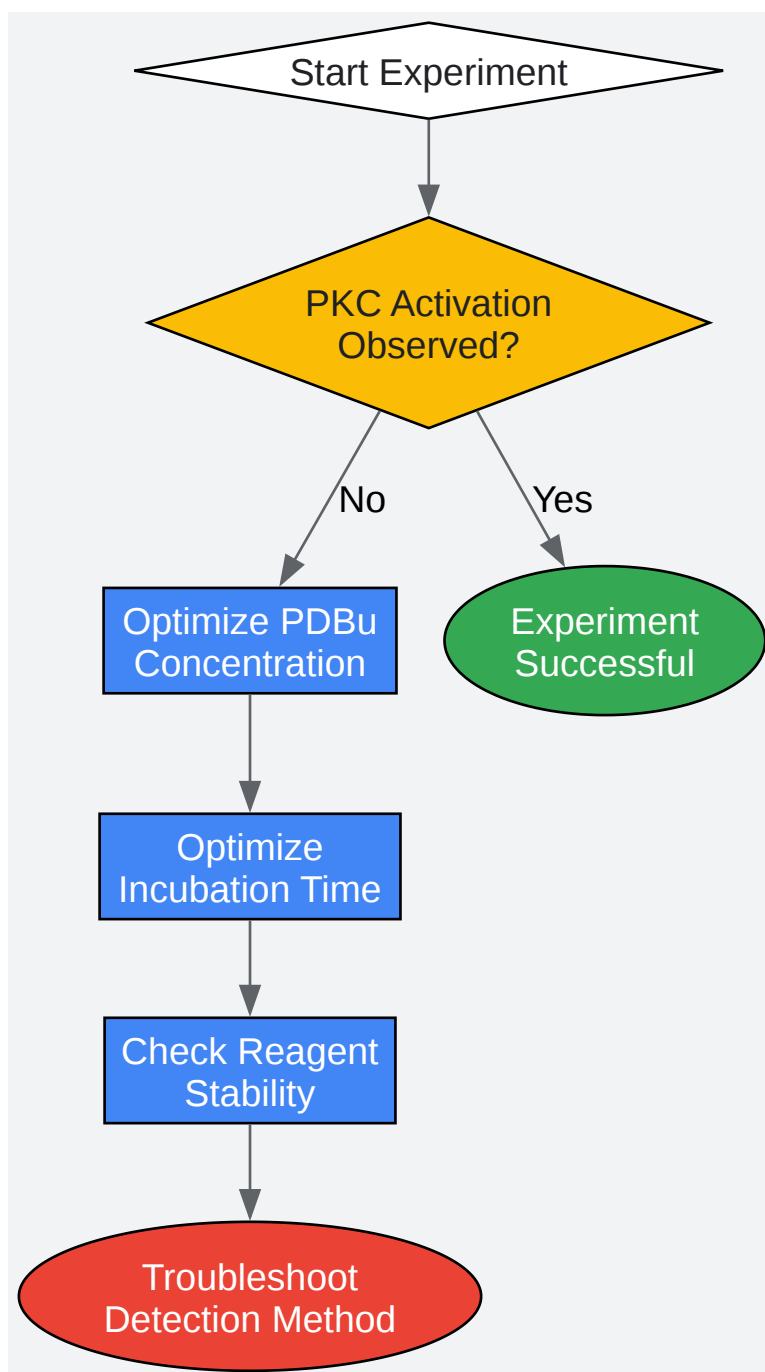 Start Experiment
PKC Activation
Observed?
No
Yes
Optimize PDBu
Concentration
Experiment
Successful
Optimize
Incubation Time
Check Reagent
Stability
Troubleshoot
Detection Method